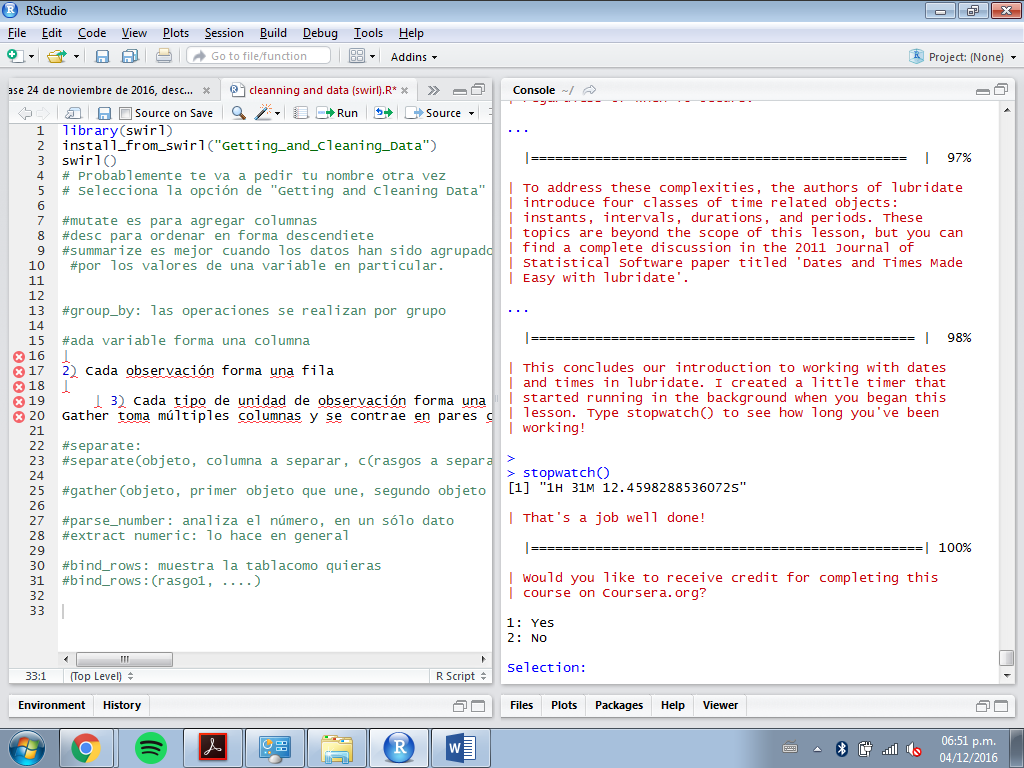 RStudio
File Edit Code View Plots Session Build Debug Tools Help
Go to file/function Addins Project: (None)
ase 24 de noviembre de 2016, desc... cleanning and data (swirl).R*
Source on Save Run Source
1 library(swirl)
2 install_from_swirl("Getting_and_Cleaning_Data")
3 swirl()
4 # Probablemente te va a pedir tu nombre otra vez
5 # Selecciona la opción de "Getting and Cleaning Data"
6
7 #mutate es para agregar columnas
8 #desc para ordenar en forma descendiete
9 #summarize es mejor cuando los datos han sido agrupado
10 #por los valores de una variable en particular.
11
12
13 #group_by: las operaciones se realizan por grupo
14
15 #ada variable forma una columna
16 |
17 2) Cada observación forma una fila
18 |
19 | 3) Cada tipo de unidad de observación forma una
20 Gather toma múltiples columnas y se contrae en pares c
21
22 #separate:
23 #separate(objeto, columna a separar, c(rasgos a separa
24
25 #gather(objeto, primer objeto que une, segundo objeto
26
27 #parse_number: analiza el número, en un sólo dato
28 #extract numeric: lo hace en general
29
30 #bind_rows: muestra la tablacomo quieras
31 #bind_rows:(rasgo1, ....)
32
33
33:1 (Top Level) R Script
Environment History
Console ~/
...
|=============================================== | 97%
| To address these complexities, the authors of lubridate
| introduce four classes of time related objects:
| instants, intervals, durations, and periods. These
| topics are beyond the scope of this lesson, but you can
| find a complete discussion in the 2011 Journal of
| Statistical Software paper titled 'Dates and Times Made
| Easy with lubridate'.
...
|================================================ | 98%
| This concludes our introduction to working with dates
| and times in lubridate. I created a little timer that
| started running in the background when you began this
| lesson. Type stopwatch() to see how long you've been
| working!
>
> stopwatch()
[1] "1H 31M 12.4598288536072S"
| That's a job well done!
|=================================================| 100%
| Would you like to receive credit for completing this
| course on Coursera.org?
1: Yes
2: No
Selection:
Files Plots Packages Help Viewer
06:51 p.m.
04/12/2016